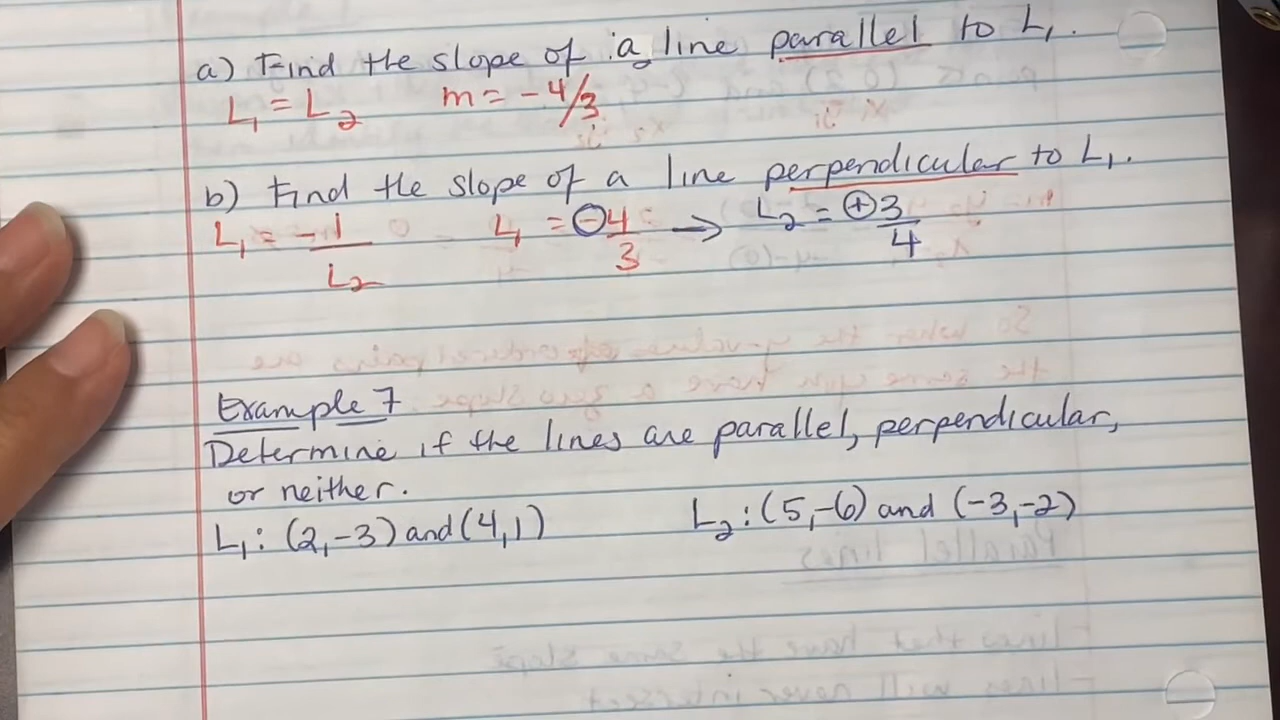 a) Find the slope of a line parallel to L₁.
L₁ = L₂ m = -4/3
b) Find the slope of a line perpendicular to L₁.
L₁ = -1/L₂ L₁ = -4/3 → L₂ = +3/4
Example 7
Determine if the lines are parallel, perpendicular,
or neither.
L₁: (2,-3) and (4,1) L₂: (5,-6) and (-3,-2)